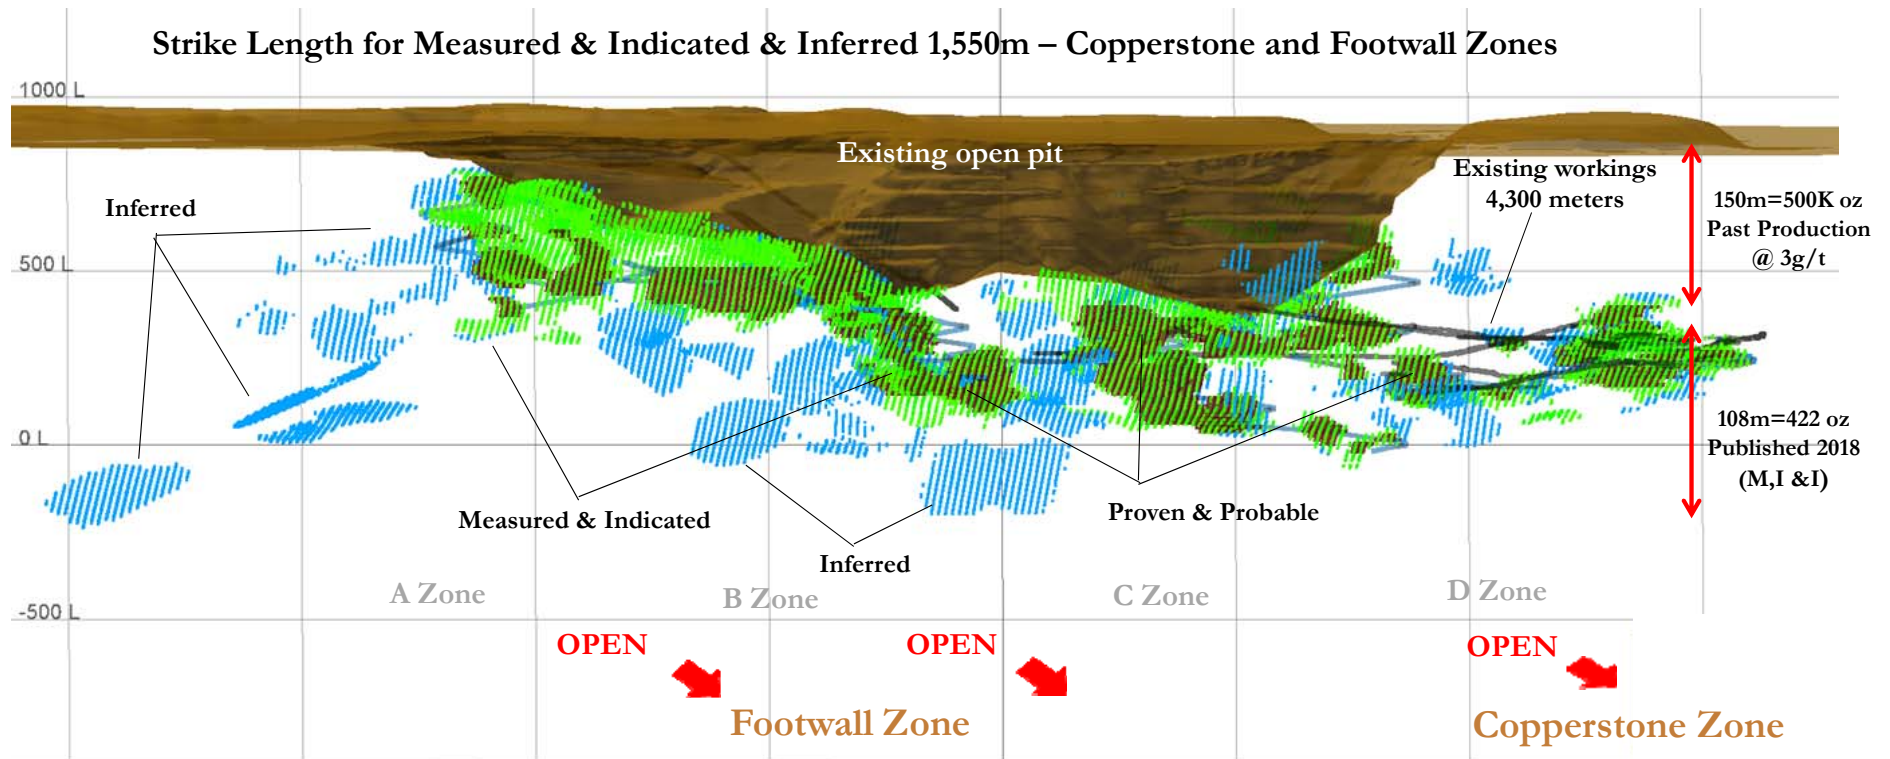 Strike Length for Measured & Indicated & Inferred 1,550m – Copperstone and Footwall Zones
1000 L
Existing open pit
Existing workings
4,300 meters
150m=500K oz
Past Production
@ 3g/t
Inferred
500 L
0 L
108m=422 oz
Published 2018
(M,I &I)
Measured & Indicated
Proven & Probable
Inferred
A Zone
B Zone
C Zone
D Zone
-500 L
OPEN
OPEN
OPEN
Footwall Zone
Copperstone Zone